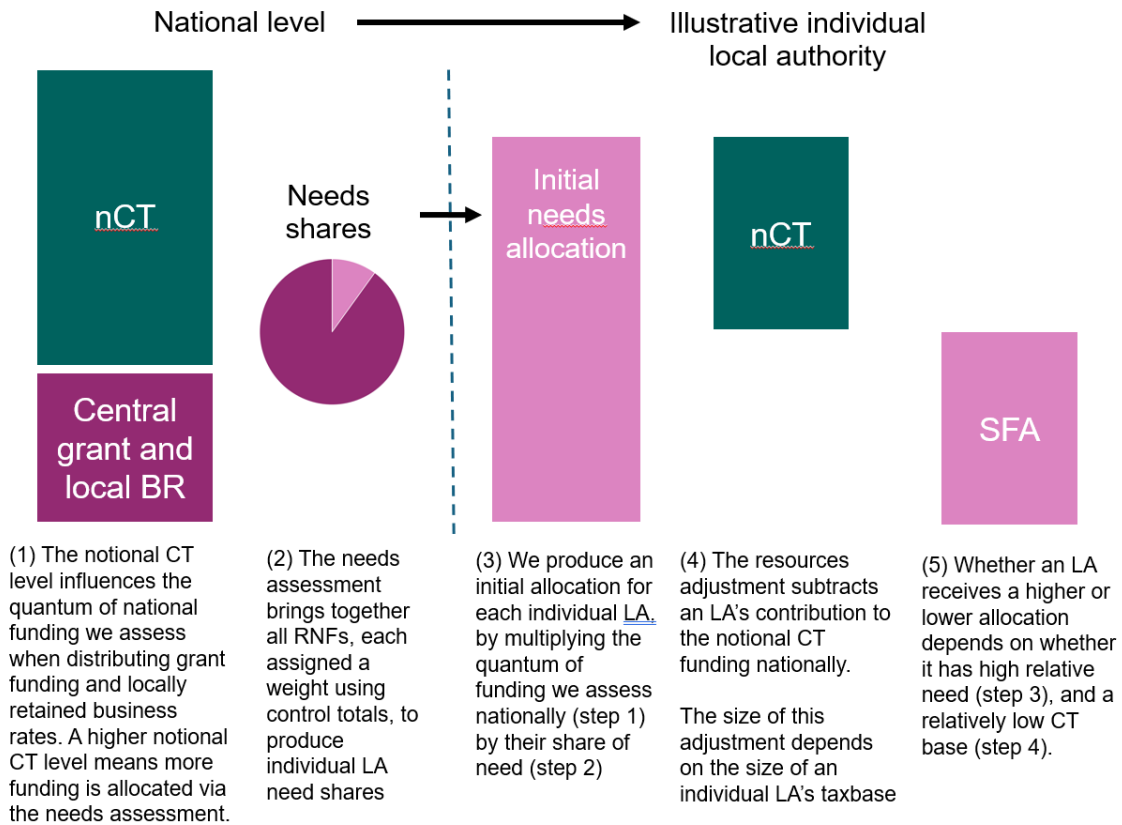 National level
Illustrative individual
local authority
nCT
Central
grant and
local BR
Needs
shares
Initial
needs
allocation
nCT
SFA
(1) The notional CT
level influences the
quantum of national
funding we assess
when distributing grant
funding and locally
retained business
rates. A higher notional
CT level means more
funding is allocated via
the needs assessment.
(2) The needs
assessment
brings together
all RNFs, each
assigned a
weight using
control totals, to
produce
individual LA
need shares
(3) We produce an
initial allocation for
each individual LA,
by multiplying the
quantum of
funding we assess
nationally (step 1)
by their share of
need (step 2)
(4) The resources
adjustment subtracts
an LA’s contribution to
the notional CT
funding nationally.
The size of this
adjustment depends
on the size of an
individual LA’s taxbase
(5) Whether an LA
receives a higher or
lower allocation
depends on whether
it has high relative
need (step 3), and a
relatively low CT
base (step 4).